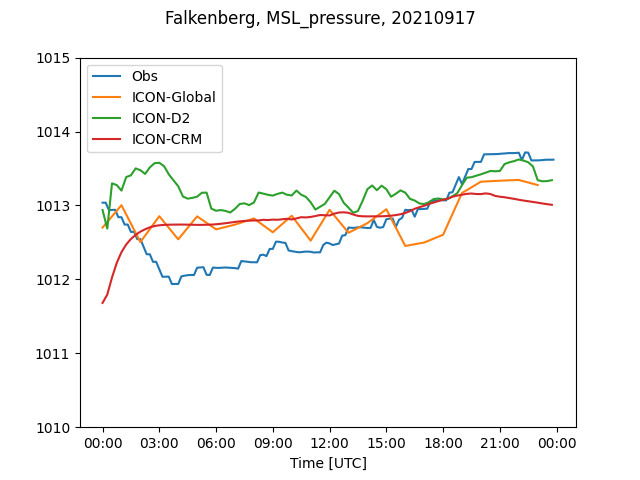 Falkenberg, MSL_pressure, 20210917
1015
1014
1013
1012
1011
1010
Obs
ICON-Global
ICON-D2
ICON-CRM
00:00 03:00 06:00 09:00 12:00 15:00 18:00 21:00 00:00
Time [UTC]